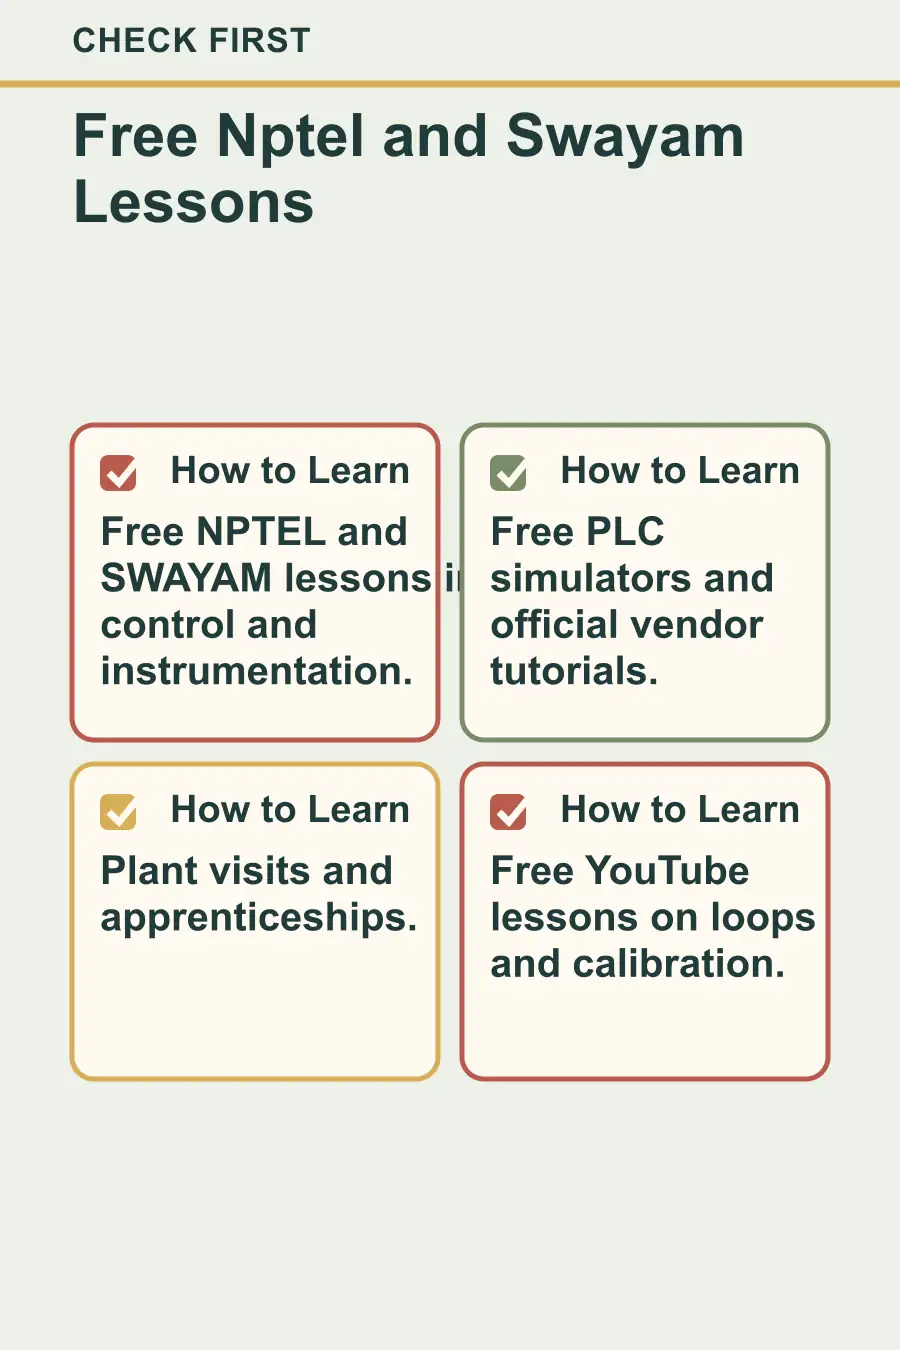 CHECK FIRST
Free Nptel and Swayam
Lessons
How to Learn
Free NPTEL and
SWAYAM lessons
control and
instrumentation.
How to Learn
Free PLC
simulators and
official vendor
tutorials.
How to Learn
Plant visits and
apprenticeships.
How to Learn
Free YouTube
lessons on loops
and calibration.